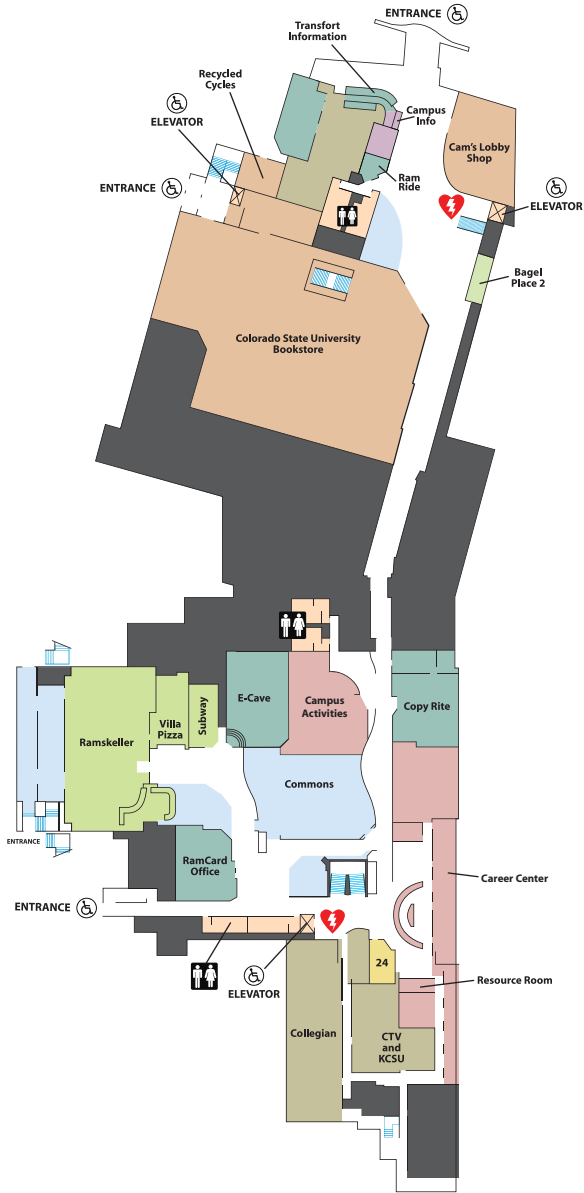 ENTRANCE
Transfort
Information
Recycled
Cycles
Campus
Info
ELEVATOR
Cam's Lobby
Shop
Ram
Ride
ENTRANCE
ELEVATOR
Bagel
Place 2
Colorado State University
Bookstore
E-Cave
Campus
Activities
Subway
Villa
Pizza
Copy Rite
Ramskeller
Commons
ENTRANCE
RamCard
Office
Career Center
ENTRANCE
24
Resource Room
ELEVATOR
Collegian
CTV
and
KCSU